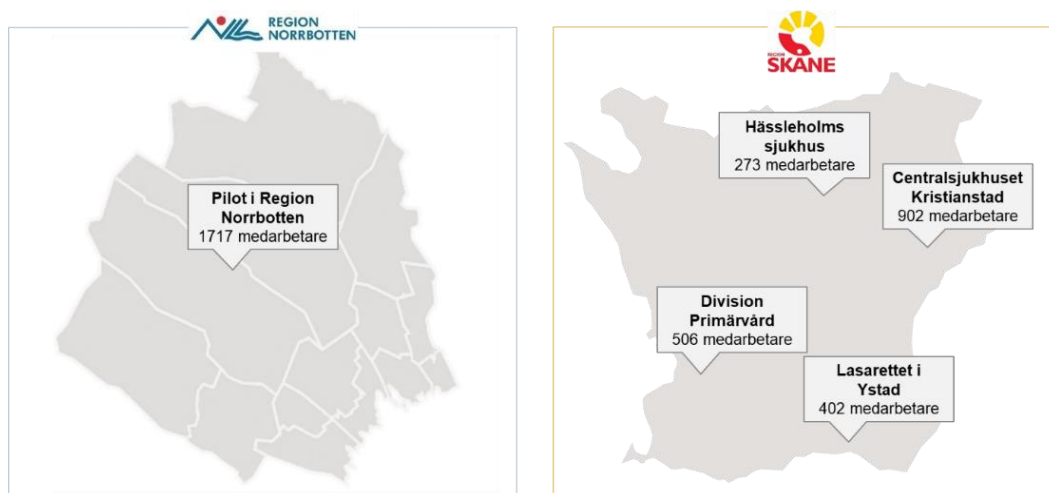 REGION
NORRBOTTEN
Pilot i Region
Norrbotten
1717 medarbetare
REGION
SKÅNE
Hässleholms
sjukhus
273 medarbetare
Centralsjukhuset
Kristianstad
902 medarbetare
Division
Primärvård
506 medarbetare
Lasarettet i
Ystad
402 medarbetare